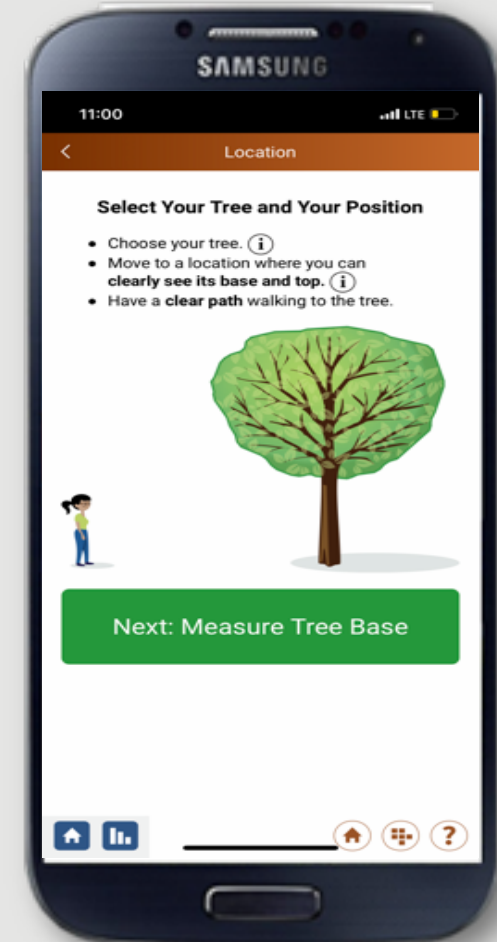 SAMSUNG
11:00
LTE
Location
Select Your Tree and Your Position
• Choose your tree. i
• Move to a location where you can
clearly see its base and top. i
• Have a clear path walking to the tree.
Next: Measure Tree Base
?